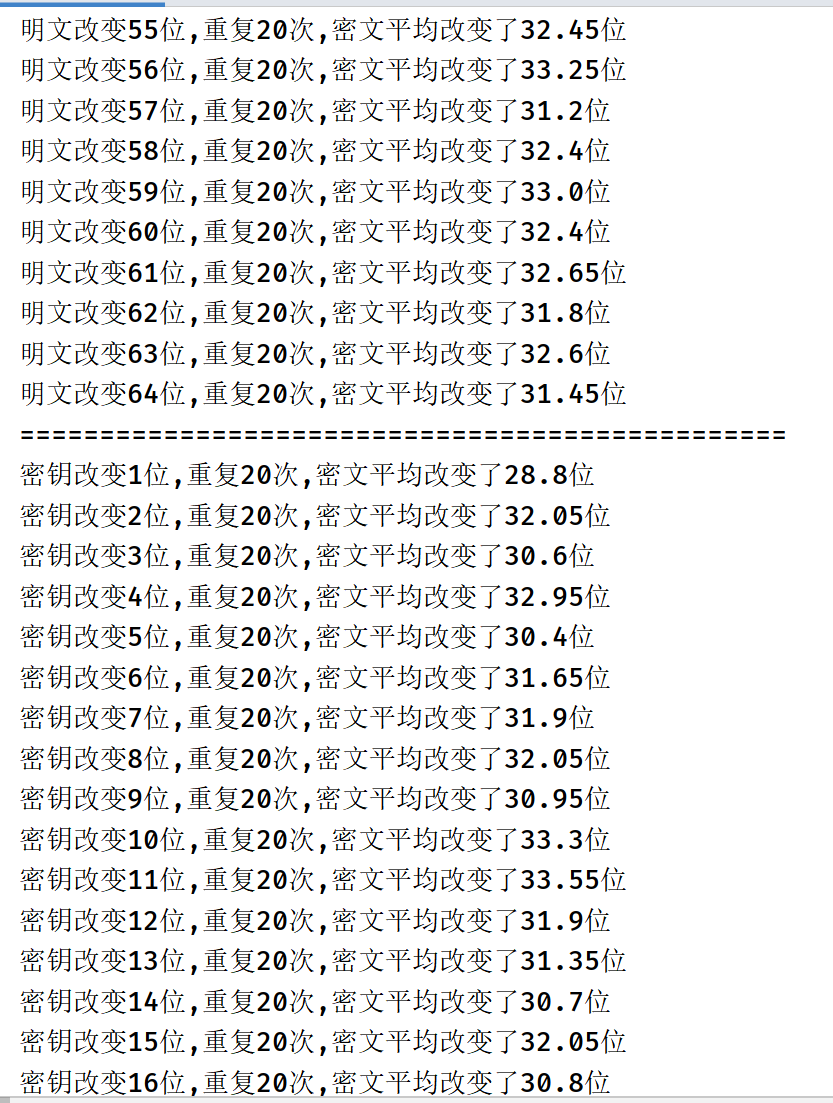 明文改变55位,重复20次,密文平均改变了32.45位
明文改变56位,重复20次,密文平均改变了33.25位
明文改变57位,重复20次,密文平均改变了31.2位
明文改变58位,重复20次,密文平均改变了32.4位
明文改变59位,重复20次,密文平均改变了33.0位
明文改变60位,重复20次,密文平均改变了32.4位
明文改变61位,重复20次,密文平均改变了32.65位
明文改变62位,重复20次,密文平均改变了31.8位
明文改变63位,重复20次,密文平均改变了32.6位
明文改变64位,重复20次,密文平均改变了31.45位
================================================
密钥改变1位,重复20次,密文平均改变了28.8位
密钥改变2位,重复20次,密文平均改变了32.05位
密钥改变3位,重复20次,密文平均改变了30.6位
密钥改变4位,重复20次,密文平均改变了32.95位
密钥改变5位,重复20次,密文平均改变了30.4位
密钥改变6位,重复20次,密文平均改变了31.65位
密钥改变7位,重复20次,密文平均改变了31.9位
密钥改变8位,重复20次,密文平均改变了32.05位
密钥改变9位,重复20次,密文平均改变了30.95位
密钥改变10位,重复20次,密文平均改变了33.3位
密钥改变11位,重复20次,密文平均改变了33.55位
密钥改变12位,重复20次,密文平均改变了31.9位
密钥改变13位,重复20次,密文平均改变了31.35位
密钥改变14位,重复20次,密文平均改变了30.7位
密钥改变15位,重复20次,密文平均改变了32.05位
密钥改变16位,重复20次,密文平均改变了30.8位